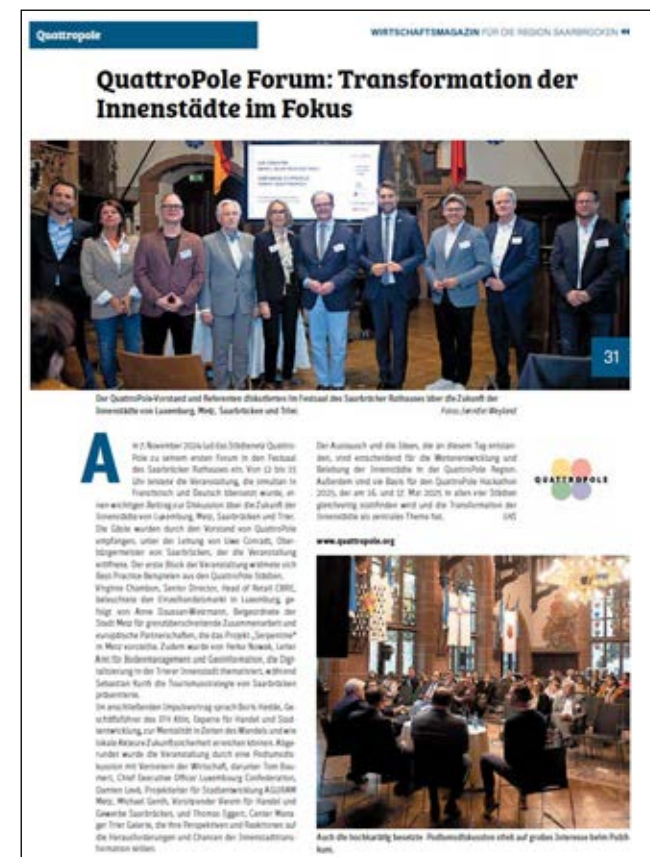 Quattropole
WIRTSCHAFTSMAGAZIN FÜR DIE REGION SAARBRÜCKEN
QuattroPole Forum: Transformation der
Innenstädte im Fokus
31
Der QuattroPole-Vorstand und Referenten diskutierten im Festsaal des Saarbrücker Rathauses über die Zukunft der
Innenstädte von Luxemburg, Metz, Saarbrücken und Trier.
Fotos: Jennifer Weyland
Am 7. November 2024 lud das Städtenetz Quattro-
Pole zu seinem ersten Forum in den Festsaal
des Saarbrücker Rathauses ein. Von 12 bis 15
Uhr leistete die Veranstaltung, die simultan in
Französisch und Deutsch übersetzt wurde, ei-
nen wichtigen Beitrag zur Diskussion über die Zukunft der
Innenstädte von Luxemburg, Metz, Saarbrücken und Trier.
Die Gäste wurden durch den Vorstand von QuattroPole
empfangen, unter der Leitung von Uwe Conradt, Ober-
bürgermeister von Saarbrücken, der die Veranstaltung
eröffnete. Der erste Block der Veranstaltung widmete sich
Best Practice Beispielen aus den QuattroPole Städten.
Virginie Chambon, Senior Director, Head of Retail CBRE,
beleuchtete den Einzelhandelsmarkt in Luxemburg, ge-
folgt von Anne Daussan-Weizmann, Beigeordnete der
Stadt Metz für grenzüberschreitende Zusammenarbeit und
europäische Partnerschaften, die das Projekt „Serpentine“
in Metz vorstellte. Zudem wurde von Heiko Nowak, Leiter
Amt für Bodenmanagement und Geoinformation, die Digi-
talisierung in der Trierer Innenstadt thematisiert, während
Sebastian Kurth die Tourismusstrategie von Saarbrücken
präsentierte.
Im anschließenden Impulsvortrag sprach Boris Hedde, Ge-
schäftsführer des IFH Köln, Experte für Handel und Stad-
tentwicklung, zur Mentalität in Zeiten des Wandels und wie
lokale Akteure Zukunftssicherheit erreichen können. Abge-
rundet wurde die Veranstaltung durch eine Podiumsdis-
kussion mit Vertretern der Wirtschaft, darunter Tom Bau-
mert, Chief Executive Officer Luxembourg Confederation,
Damien Levé, Projektleiter für Stadtentwicklung AGURAM
Metz, Michael Genth, Vorsitzender Verein für Handel und
Gewerbe Saarbrücken, und Thomas Eggert, Center Mana-
ger Trier Galerie, die ihre Perspektiven und Reaktionen auf
die Herausforderungen und Chancen der Innenstadttrans-
formation teilten.
Der Austausch und die Ideen, die an diesem Tag entstan-
den, sind entscheidend für die Weiterentwicklung und
Belebung der Innenstädte in der QuattroPole Region.
Außerdem sind sie Basis für den QuattroPole Hackathon
2025, der am 16. und 17. Mai 2025 in allen vier Städten
gleichzeitig stattfinden wird und die Transformation der
Innenstädte als zentrales Thema hat.
QUATTROPOLE
www.quattropole.org
Auch die hochkarätig besetzte Podiumsdiskussion stieß auf großes Interesse beim Publi-
kum.